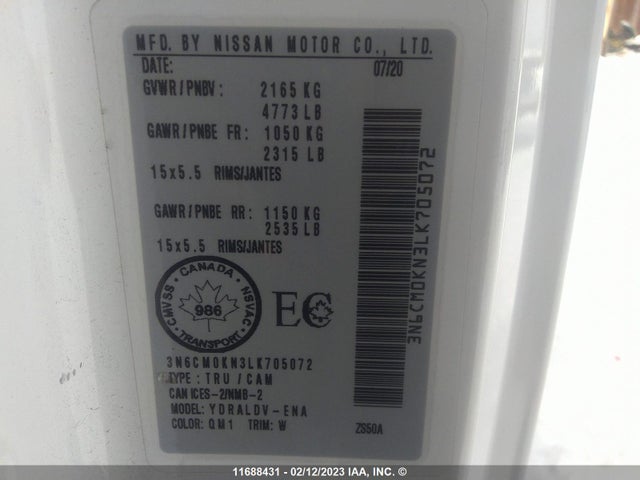 MFD. BY NISSAN MOTOR CO., LTD.
DATE: 07/20
GVWR/PNBV: 2165 KG
4773 LB
GAWR/PNBE FR: 1050 KG
2315 LB
15x5.5 RIMS/JANTES
GAWR/PNBE RR: 1150 KG
2535 LB
15x5.5 RIMS/JANTES
CANADA
CMVSS NSVAC
986
TRANSPORT
EC
3N6CM0KN3LK705072
TYPE: TRU/CAM
CAN ICES-2/NMB-2
MODEL: YDRALDV-ENA
COLOR: QM1 TRIM: W
ZS50A
3N6CM0KN3LK705072
11688431 - 02/12/2023 IAA, Inc. ©